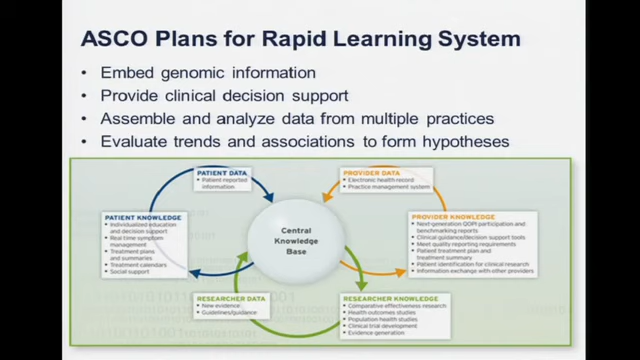 ASCO Plans for Rapid Learning System
• Embed genomic information
• Provide clinical decision support
• Assemble and analyze data from multiple practices
• Evaluate trends and associations to form hypotheses
PATIENT DATA
• Patient reported
information
PROVIDER DATA
• Electronic health record
• Practice management system
PATIENT KNOWLEDGE
• Individualized education
and decision support
• Real time symptom
management
• Treatment plans
and summaries
• Treatment calendars
• Social support
Central
Knowledge
Base
PROVIDER KNOWLEDGE
• Next-generation QOPI participation and
benchmarking reports
• Clinical guidance/decision support tools
• Meet quality reporting requirements
• Patient treatment plan and
treatment summary
• Patient identification for clinical research
• Information exchange with other providers
RESEARCHER DATA
• New evidence
• Guidelines/guidance
RESEARCHER KNOWLEDGE
• Comparative effectiveness research
• Health outcomes studies
• Population health studies
• Clinical trial development
• Evidence generation